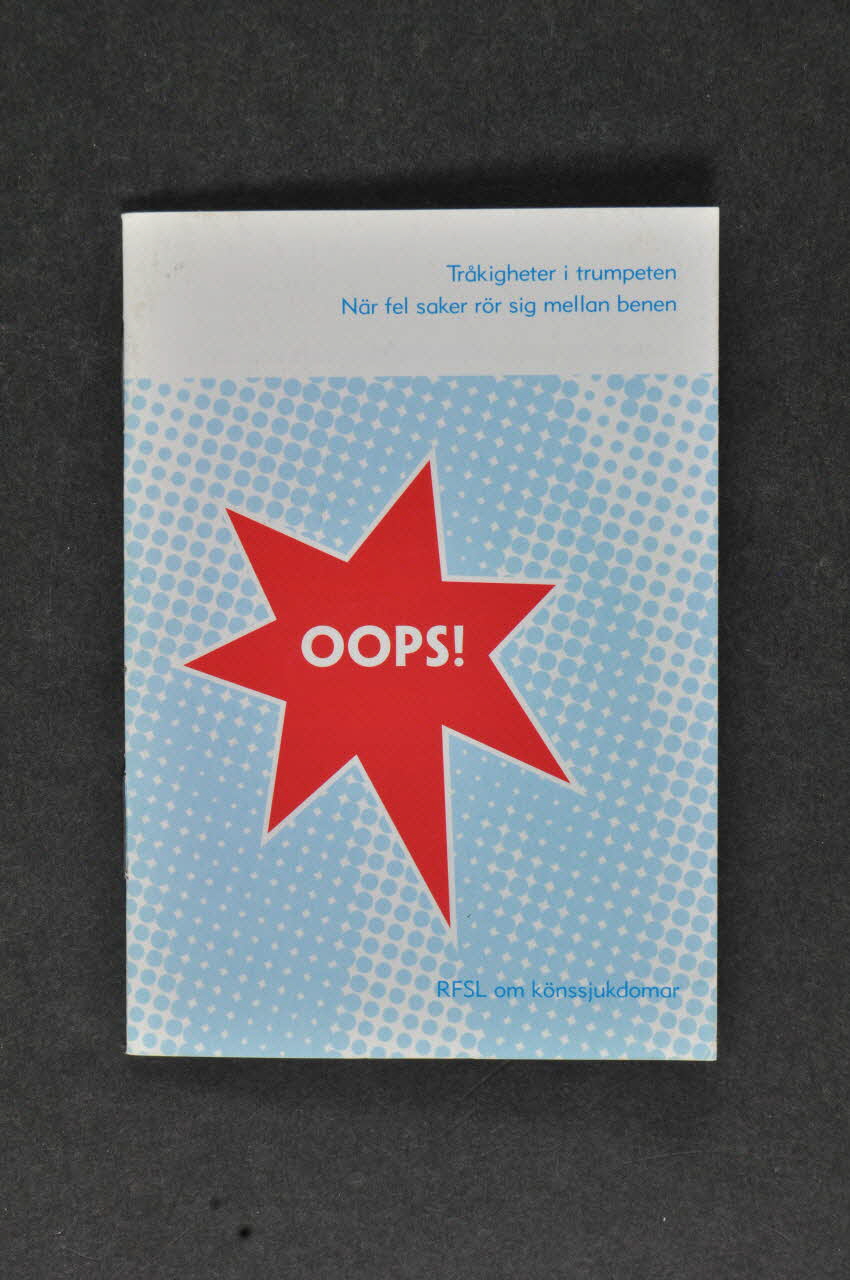 Tråkigheter i trumpeten
När fel saker rör sig mellan benen
OOPS!
RFSL om könssjukdomar